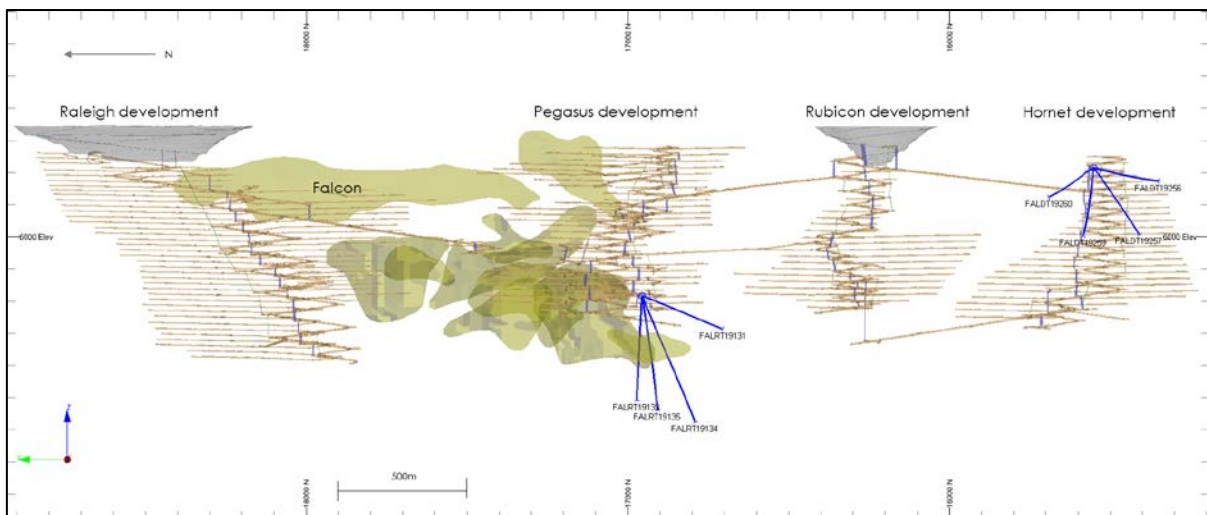 18000 N
17000 N
16000 N
N
Raleigh development
Pegasus development
Rubicon development
Hornet development
Falcon
FALDT19256
FALDT19260
6000 Elev
FALDT19259
FALDT19257
6000 Elev
FALRT19131
FALRT19135
FALRT19134
Z
500m
18000 N
17000 N
16000 N